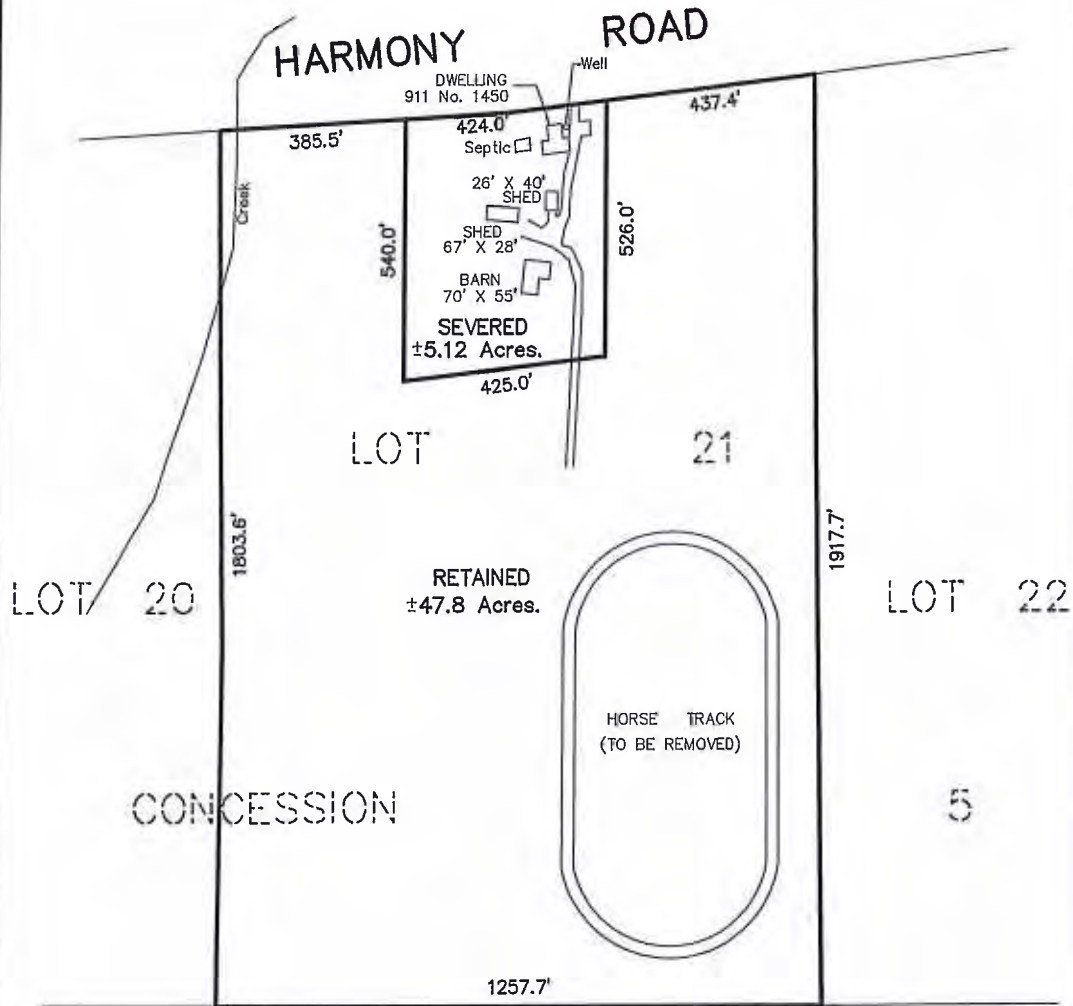 HARMONY ROAD
Well
DWELLING
911 No. 1450
437.4'
424.0'
385.5'
Septic
Creek
26' X 40'
SHED
SHED
67' X 28'
540.0'
526.0'
BARN
70' X 55'
SEVERED
±5.12 Acres.
425.0'
LOT 21
1803.6'
1917.7'
RETAINED
±47.8 Acres.
LOT 20
LOT 22
HORSE TRACK
(TO BE REMOVED)
CONCESSION 5
1257.7'